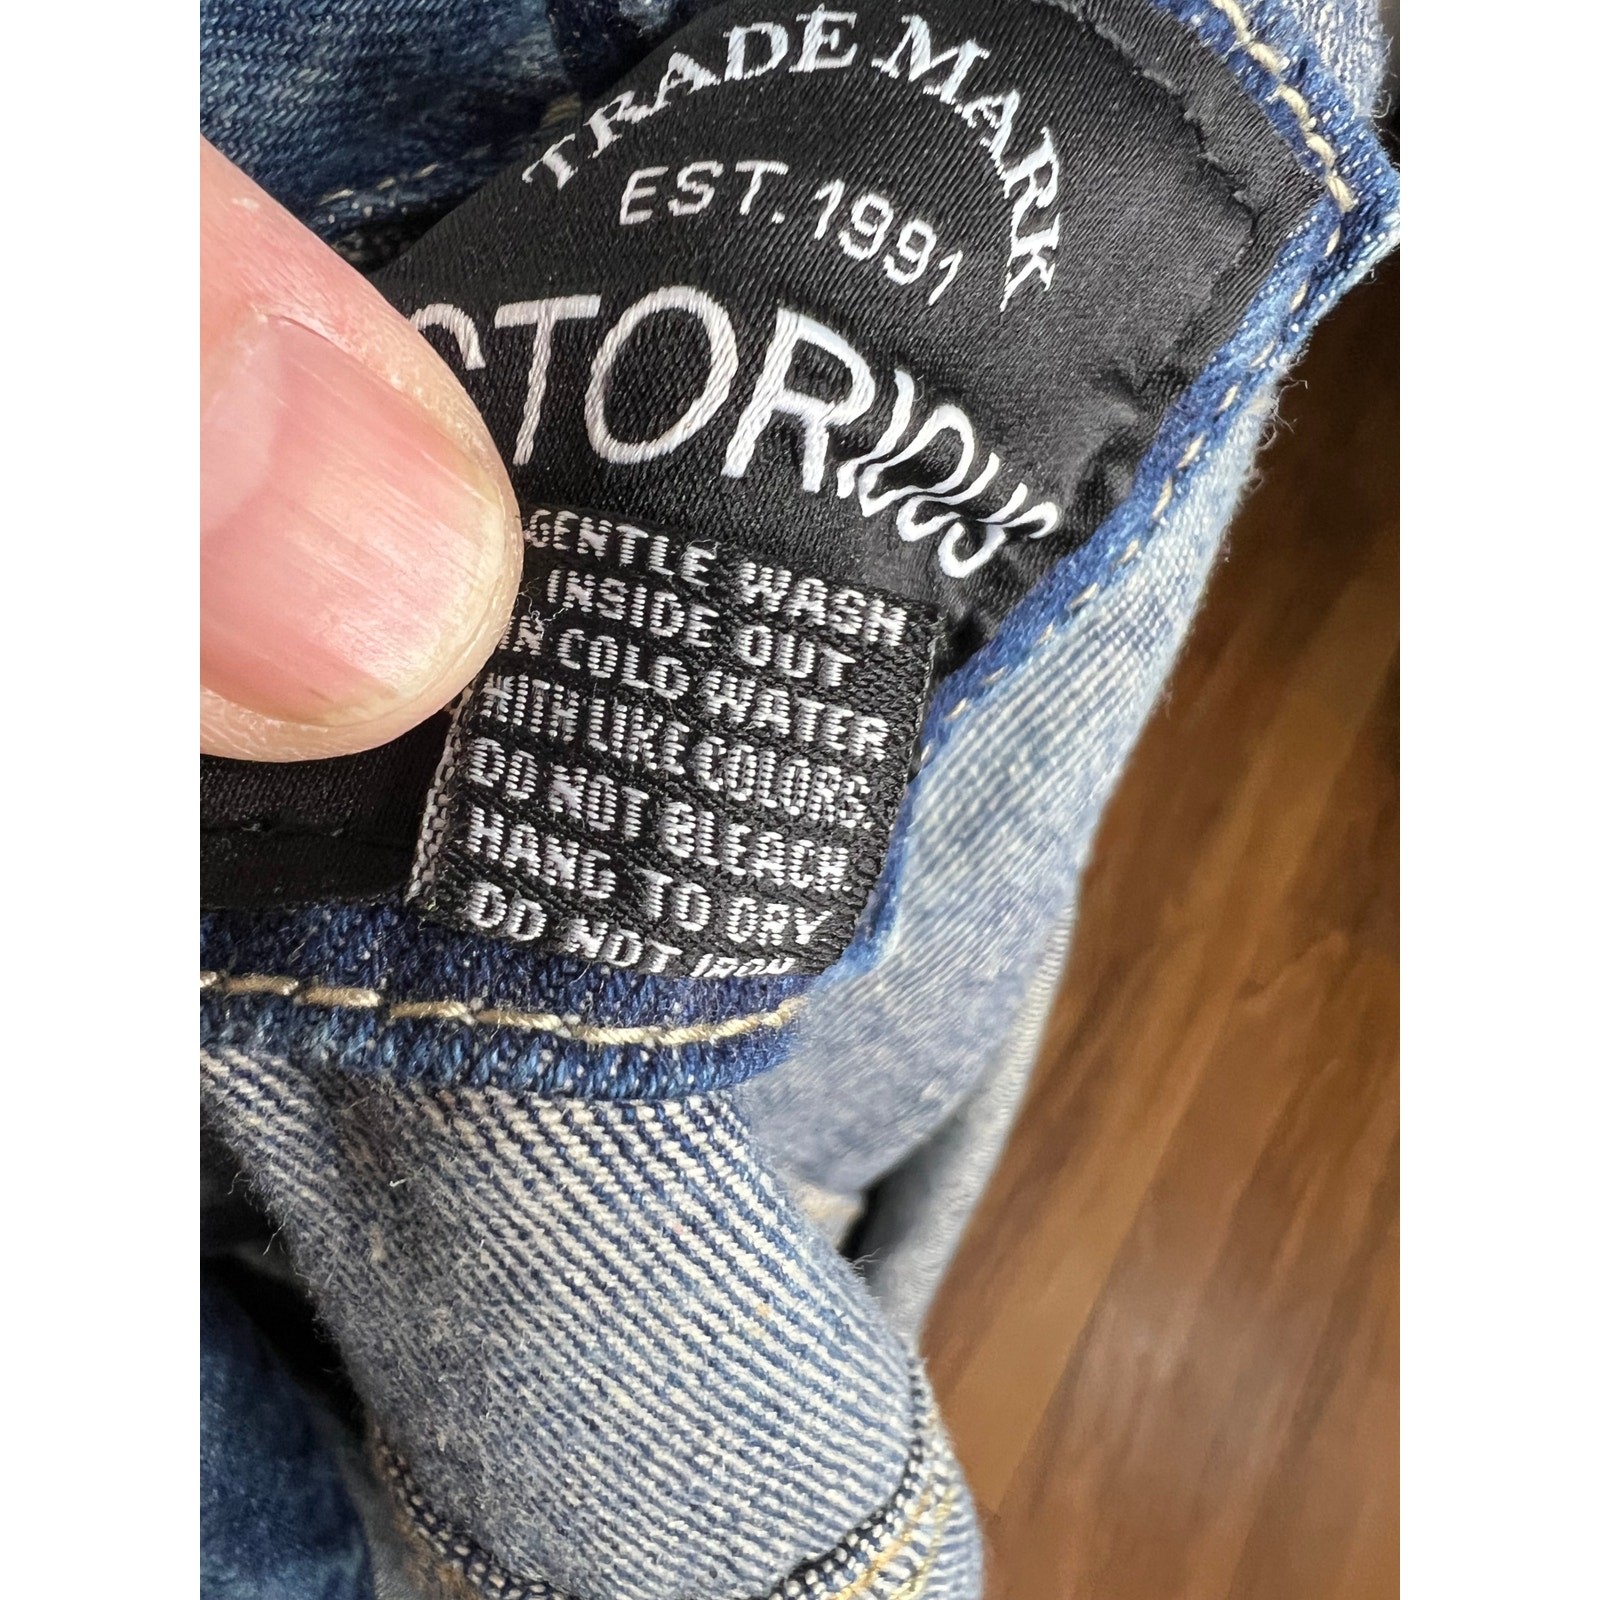 TRADE MARK
EST. 1991
CTORIOUS
GENTLE WASH
INSIDE OUT
IN COLD WATER
WITH LIKE COLORS.
DO NOT BLEACH.
HANG TO DRY
DO NOT IRON